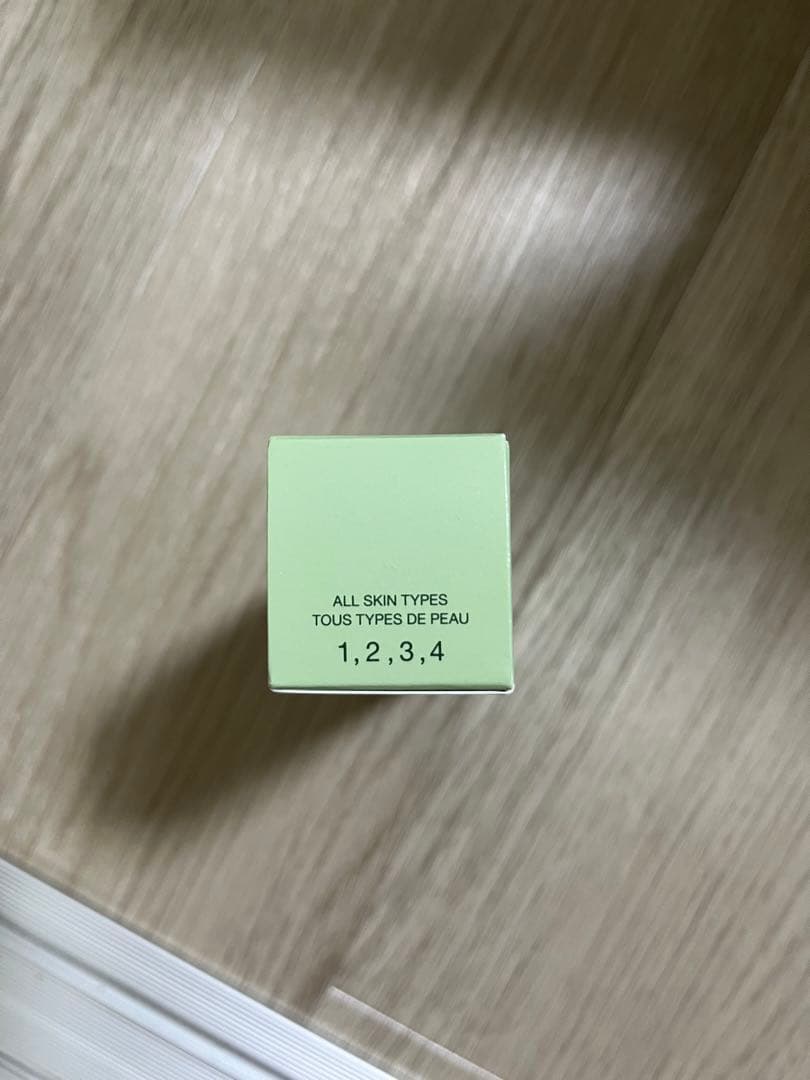 ALL SKIN TYPES
TOUS TYPES DE PEAU
1, 2, 3, 4